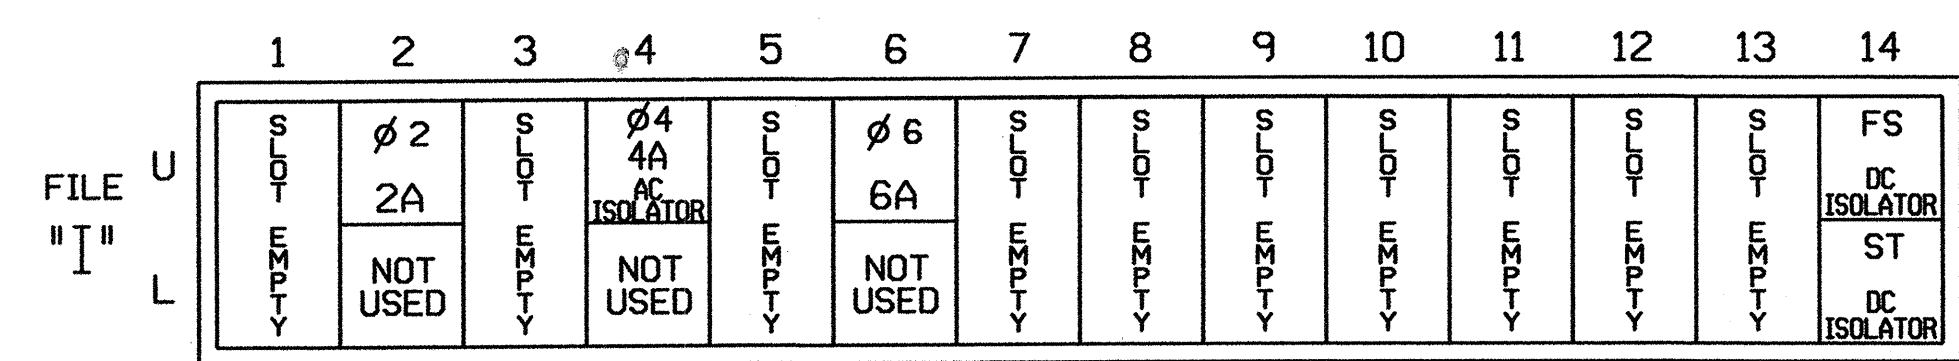 1 2 3 4 5 6 7 8 9 10 11 12 13 14
FILE
"I"
U
L
SLOT EMPTY
Ø 2
2A
NOT
USED
SLOT EMPTY
Ø4
4A
AC
ISOLATOR
NOT
USED
SLOT EMPTY
Ø 6
6A
NOT
USED
SLOT EMPTY
SLOT EMPTY
SLOT EMPTY
SLOT EMPTY
SLOT EMPTY
SLOT EMPTY
SLOT EMPTY
FS
DC
ISOLATOR
ST
DC
ISOLATOR